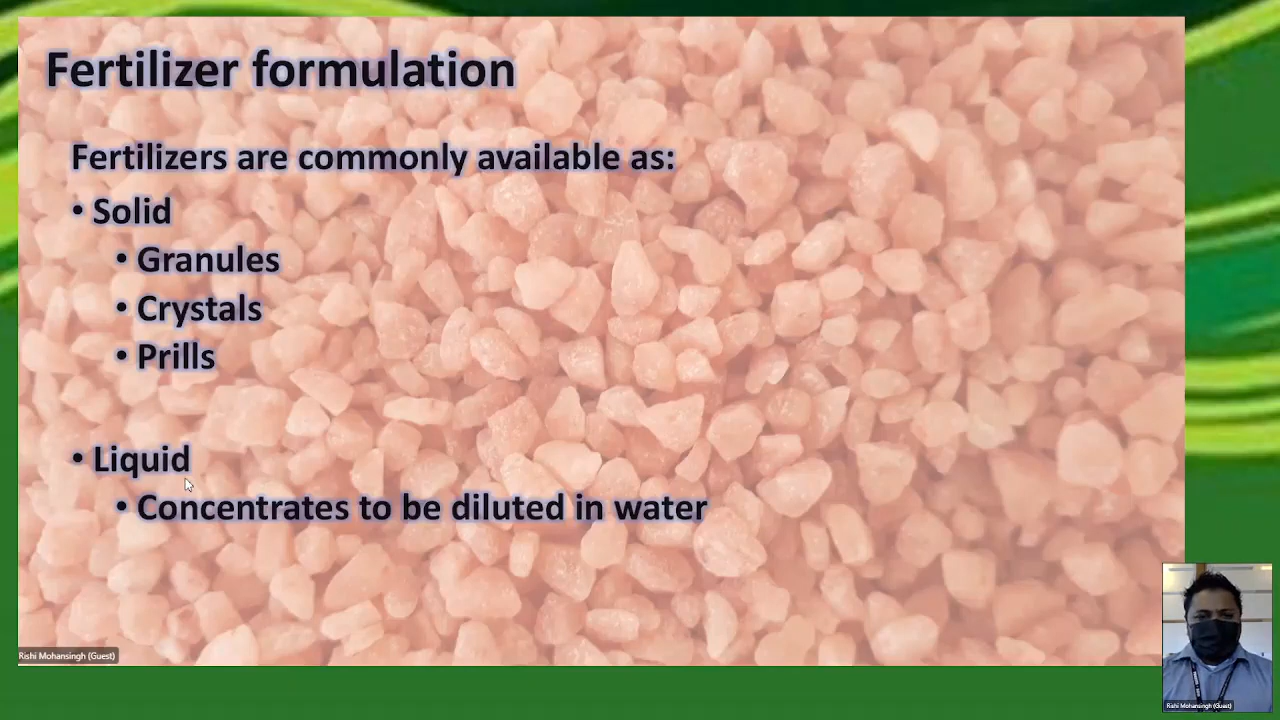 Fertilizer formulation
Fertilizers are commonly available as:
• Solid
• Granules
• Crystals
• Prills
• Liquid
• Concentrates to be diluted in water
Rishi Mohansingh (Guest)
Rishi Mohansingh (Guest)